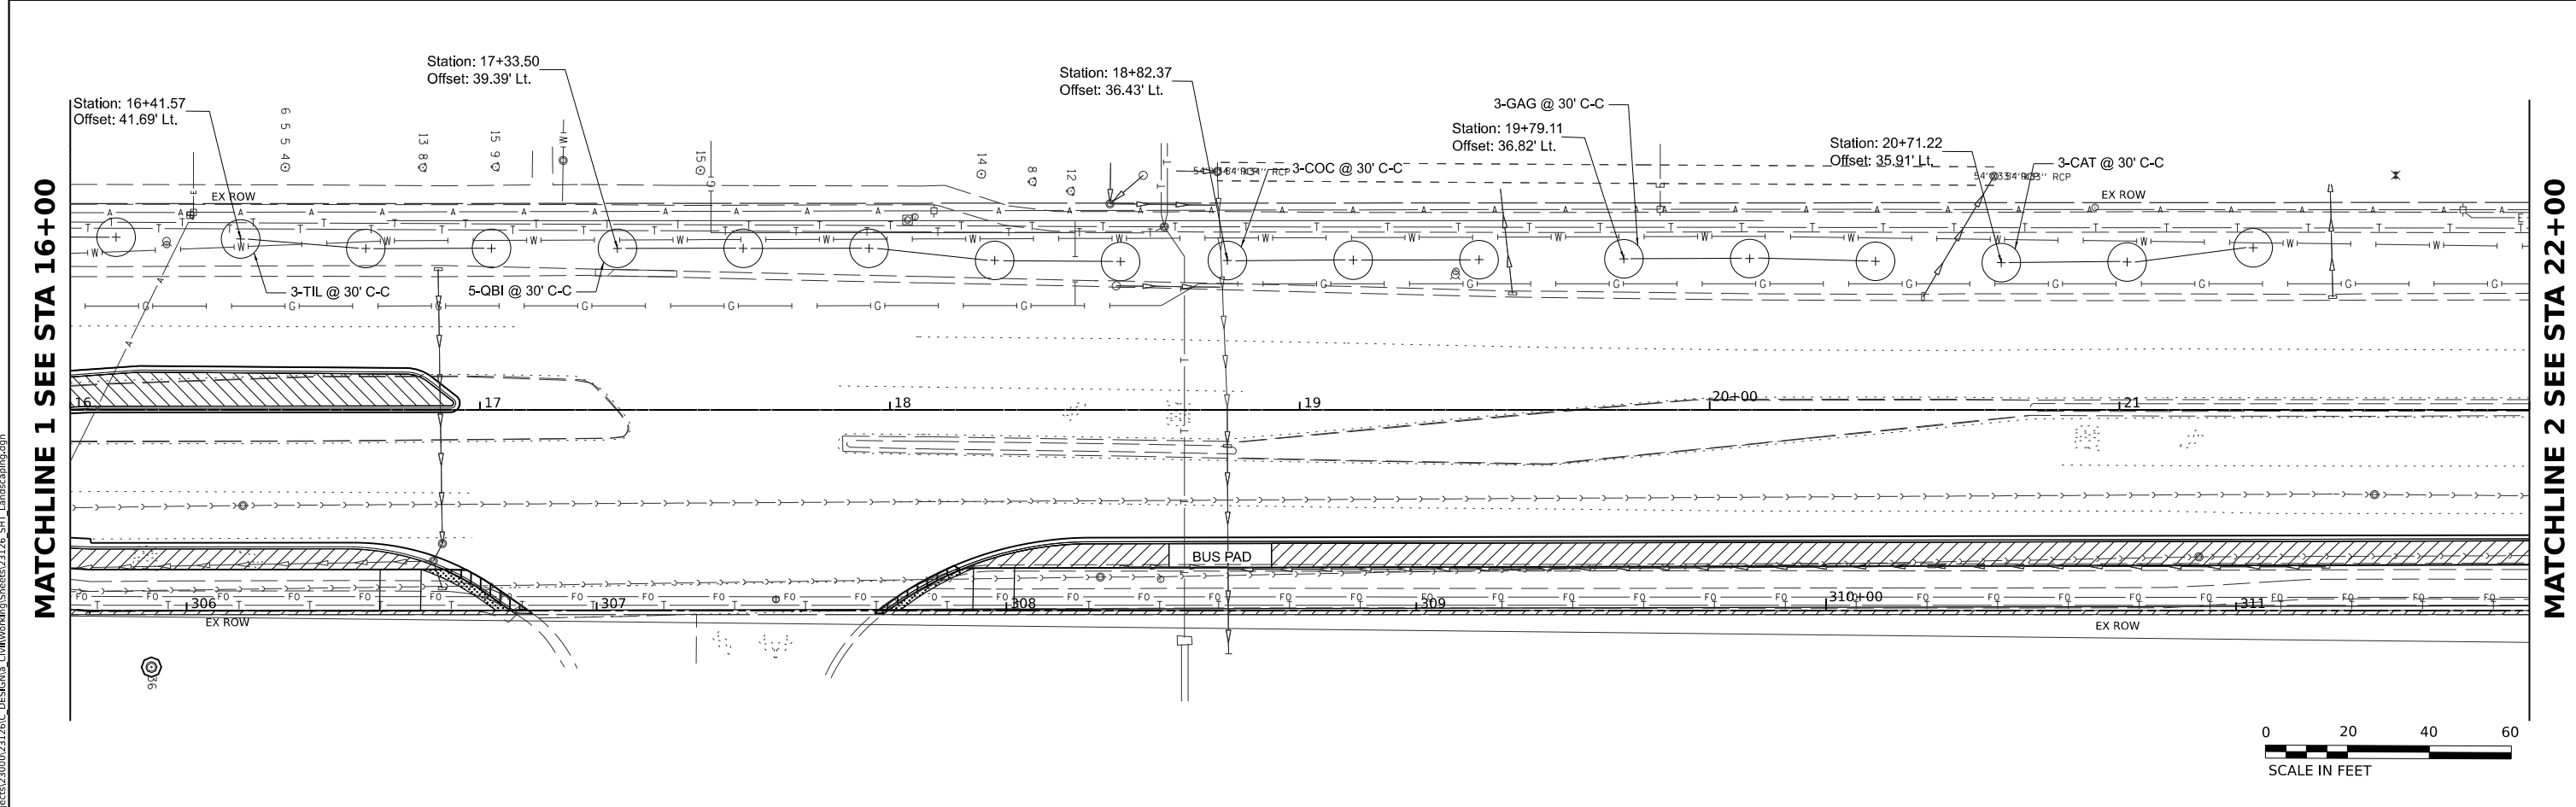 Station: 17+33.50
Offset: 39.39' Lt.
Station: 18+82.37
Offset: 36.43' Lt.
Station: 16+41.57
Offset: 41.69' Lt.
3-GAG @ 30' C-C
Station: 19+79.11
Offset: 36.82' Lt.
Station: 20+71.22
Offset: 35.91' Lt.
3-COC @ 30' C-C
3-CAT @ 30' C-C
EX ROW
EX ROW
3-TIL @ 30' C-C
5-QBI @ 30' C-C
MATCHLINE 1 SEE STA 16+00
MATCHLINE 2 SEE STA 22+00
16
17
18
19
20+00
21
BUS PAD
306
307
308
309
310+00
311
EX ROW
EX ROW
36
0 20 40 60
SCALE IN FEET